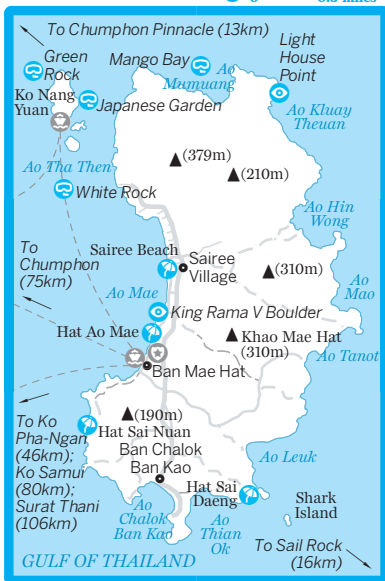 To Chumphon Pinnacle (13km)
Green
Rock
Mango Bay
Ao
Mumuang
Light
House
Point
Ko Nang
Yuan
Japanese Garden
Ao Kluay
Theuan
(379m)
(210m)
Ao Tha Then
White Rock
Ao Hin
Wong
To
Chumphon
(75km)
Sairee Beach
Sairee
Village
(310m)
Ao
Mao
Ao Mae
King Rama V Boulder
Hat Ao Mae
Khao Mae Hat
(310m)
Ao Tanot
Ban Mae Hat
(190m)
To Ko
Pha-Ngan
(46km);
Ko Samui
(80km);
Surat Thani
(106km)
Hat Sai Nuan
Ban Chalok
Ban Kao
Ao Leuk
Hat Sai
Daeng
Shark
Island
Ao
Chalok
Ban Kao
Ao
Thian
Ok
To Sail Rock
(16km)
GULF OF THAILAND